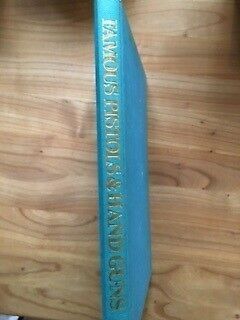 FAMOUS PISTOLS & HAND GUNS